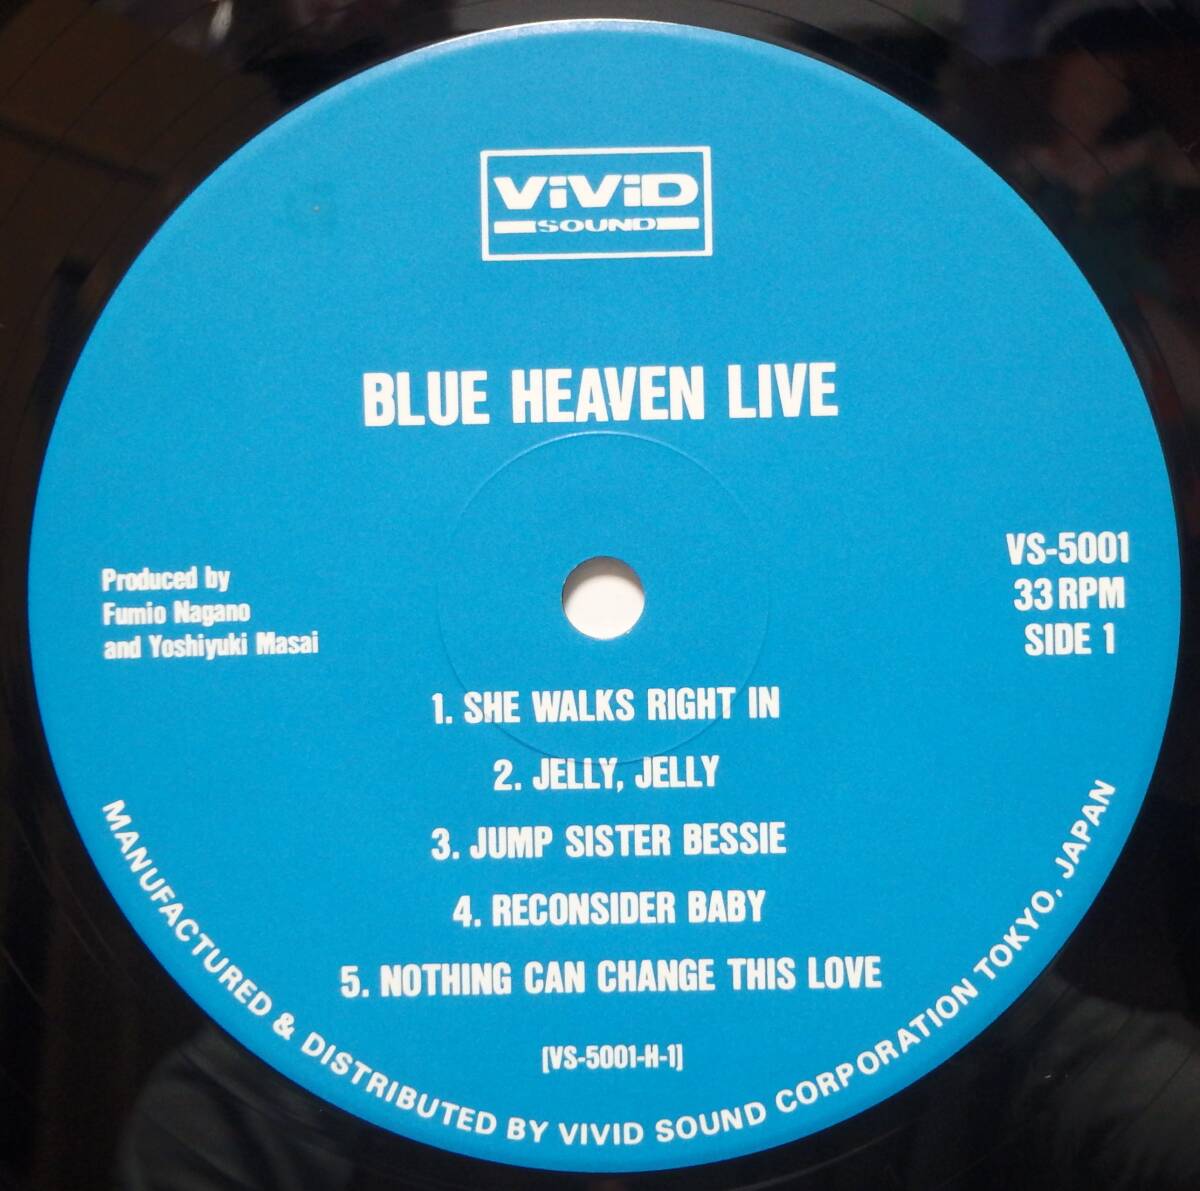 ViViD
SOUND
BLUE HEAVEN LIVE
Produced by
Fumio Nagano
and Yoshiyuki Masai
VS-5001
33 RPM
SIDE 1
1. SHE WALKS RIGHT IN
2. JELLY, JELLY
3. JUMP SISTER BESSIE
4. RECONSIDER BABY
5. NOTHING CAN CHANGE THIS LOVE
[VS-5001-H-1]
MANUFACTURED & DISTRIBUTED BY VIVID SOUND CORPORATION TOKYO, JAPAN